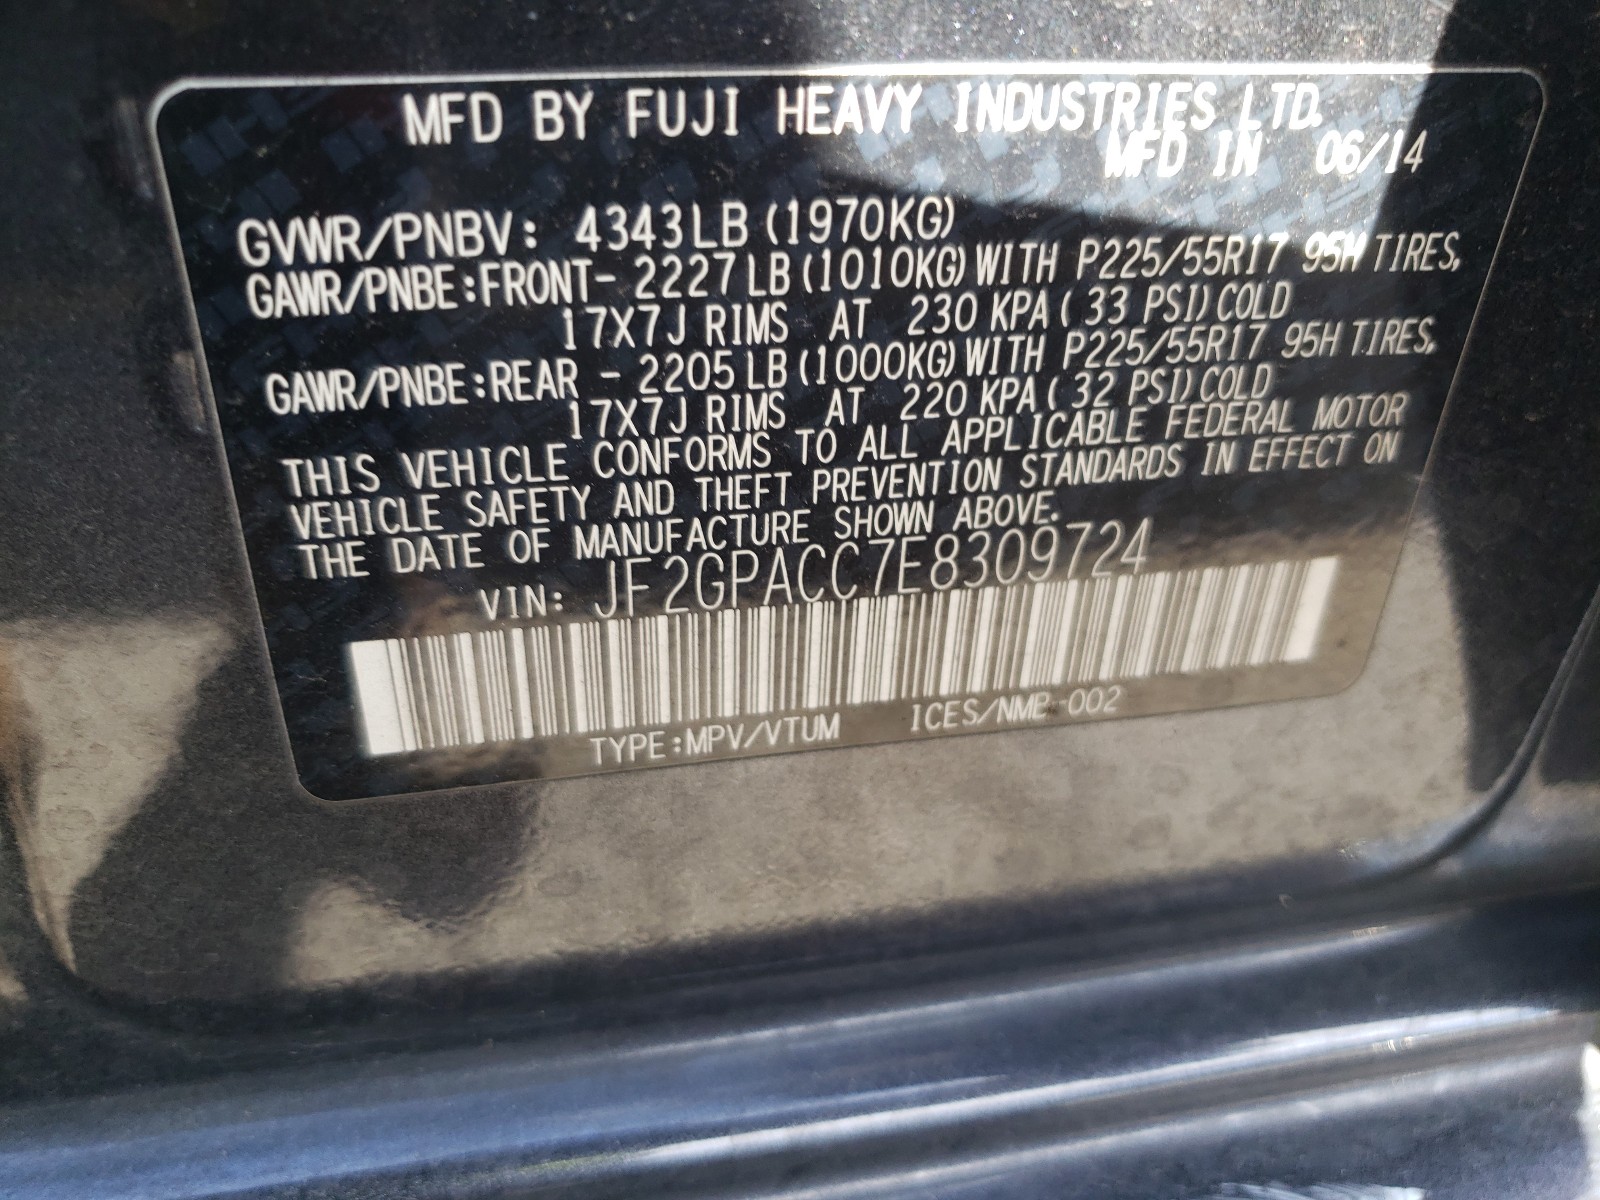 MFD BY FUJI HEAVY INDUSTRIES LTD.
MFD IN 06/14
GVWR/PNBV: 4343LB (1970KG)
GAWR/PNBE:FRONT- 2227 LB (1010KG) WITH P225/55R17 95H TIRES,
17X7J RIMS AT 230 KPA ( 33 PSI) COLD
GAWR/PNBE:REAR - 2205 LB (1000KG) WITH P225/55R17 95H TIRES,
17X7J RIMS AT 220 KPA ( 32 PSI) COLD
THIS VEHICLE CONFORMS TO ALL APPLICABLE FEDERAL MOTOR
VEHICLE SAFETY AND THEFT PREVENTION STANDARDS IN EFFECT ON
THE DATE OF MANUFACTURE SHOWN ABOVE.
VIN: JF2GPACC7E8309724
TYPE:MPV/VTUM ICES/NMB-002